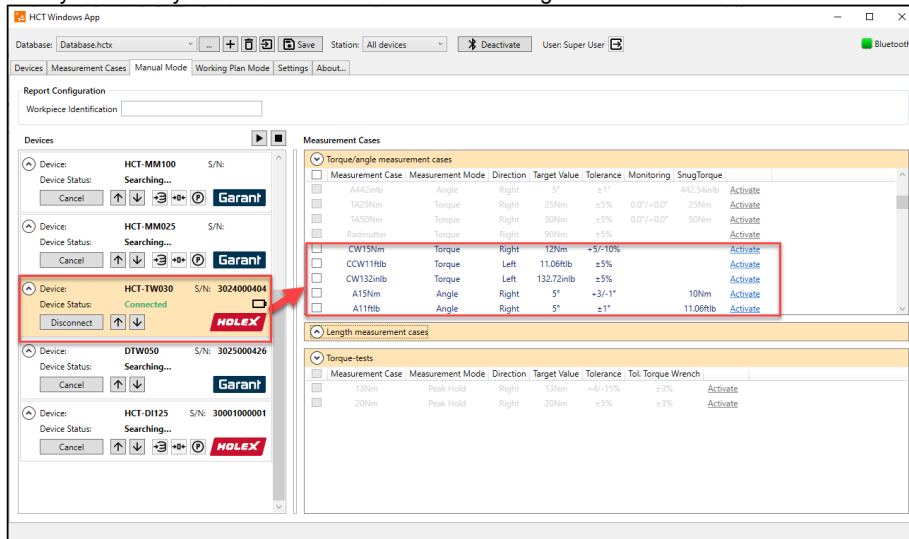 HCT Windows App
Database: Database.hctx ... Save Station: All devices Deactivate User: Super User Bluetooth
Devices Measurement Cases Manual Mode Working Plan Mode Settings About...
Report Configuration
Workpiece Identification
Devices
Device: HCT-MM100 S/N:
Device Status: Searching...
Cancel Garant
Device: HCT-MM025 S/N:
Device Status: Searching...
Cancel Garant
Device: HCT-TW030 S/N: 3024000404
Device Status: Connected
Disconnect HOLEX
Device: DTW050 S/N: 3025000426
Device Status: Searching...
Cancel Garant
Device: HCT-DI125 S/N: 30001000001
Device Status: Searching...
Cancel HOLEX
Measurement Cases
Torque/angle measurement cases
Measurement Case Measurement Mode Direction Target Value Tolerance Monitoring SnugTorque
A442inlb Angle Right 5° ±1° 442.54inlb Activate
TA25Nm Torque Right 25Nm ±5% 0.0°/+0.0° 25Nm Activate
TA50Nm Torque Right 50Nm ±5% 0.0°/+0.0° 50Nm Activate
Radmutter Torque Right 90Nm ±5% Activate
CW15Nm Torque Right 12Nm +5/-10% Activate
CCW11ftlb Torque Left 11.06ftlb ±5% Activate
CW132inlb Torque Left 132.72inlb ±5% Activate
A15Nm Angle Right 5° +3/-1° 10Nm Activate
A11ftlb Angle Right 5° ±1° 11.06ftlb Activate
Length measurement cases
Torque-tests
Measurement Case Measurement Mode Direction Target Value Tolerance Tol. Torque Wrench
13Nm Peak Hold Right 13Nm +4/-15% ±3% Activate
20Nm Peak Hold Right 20Nm ±5% ±3% Activate